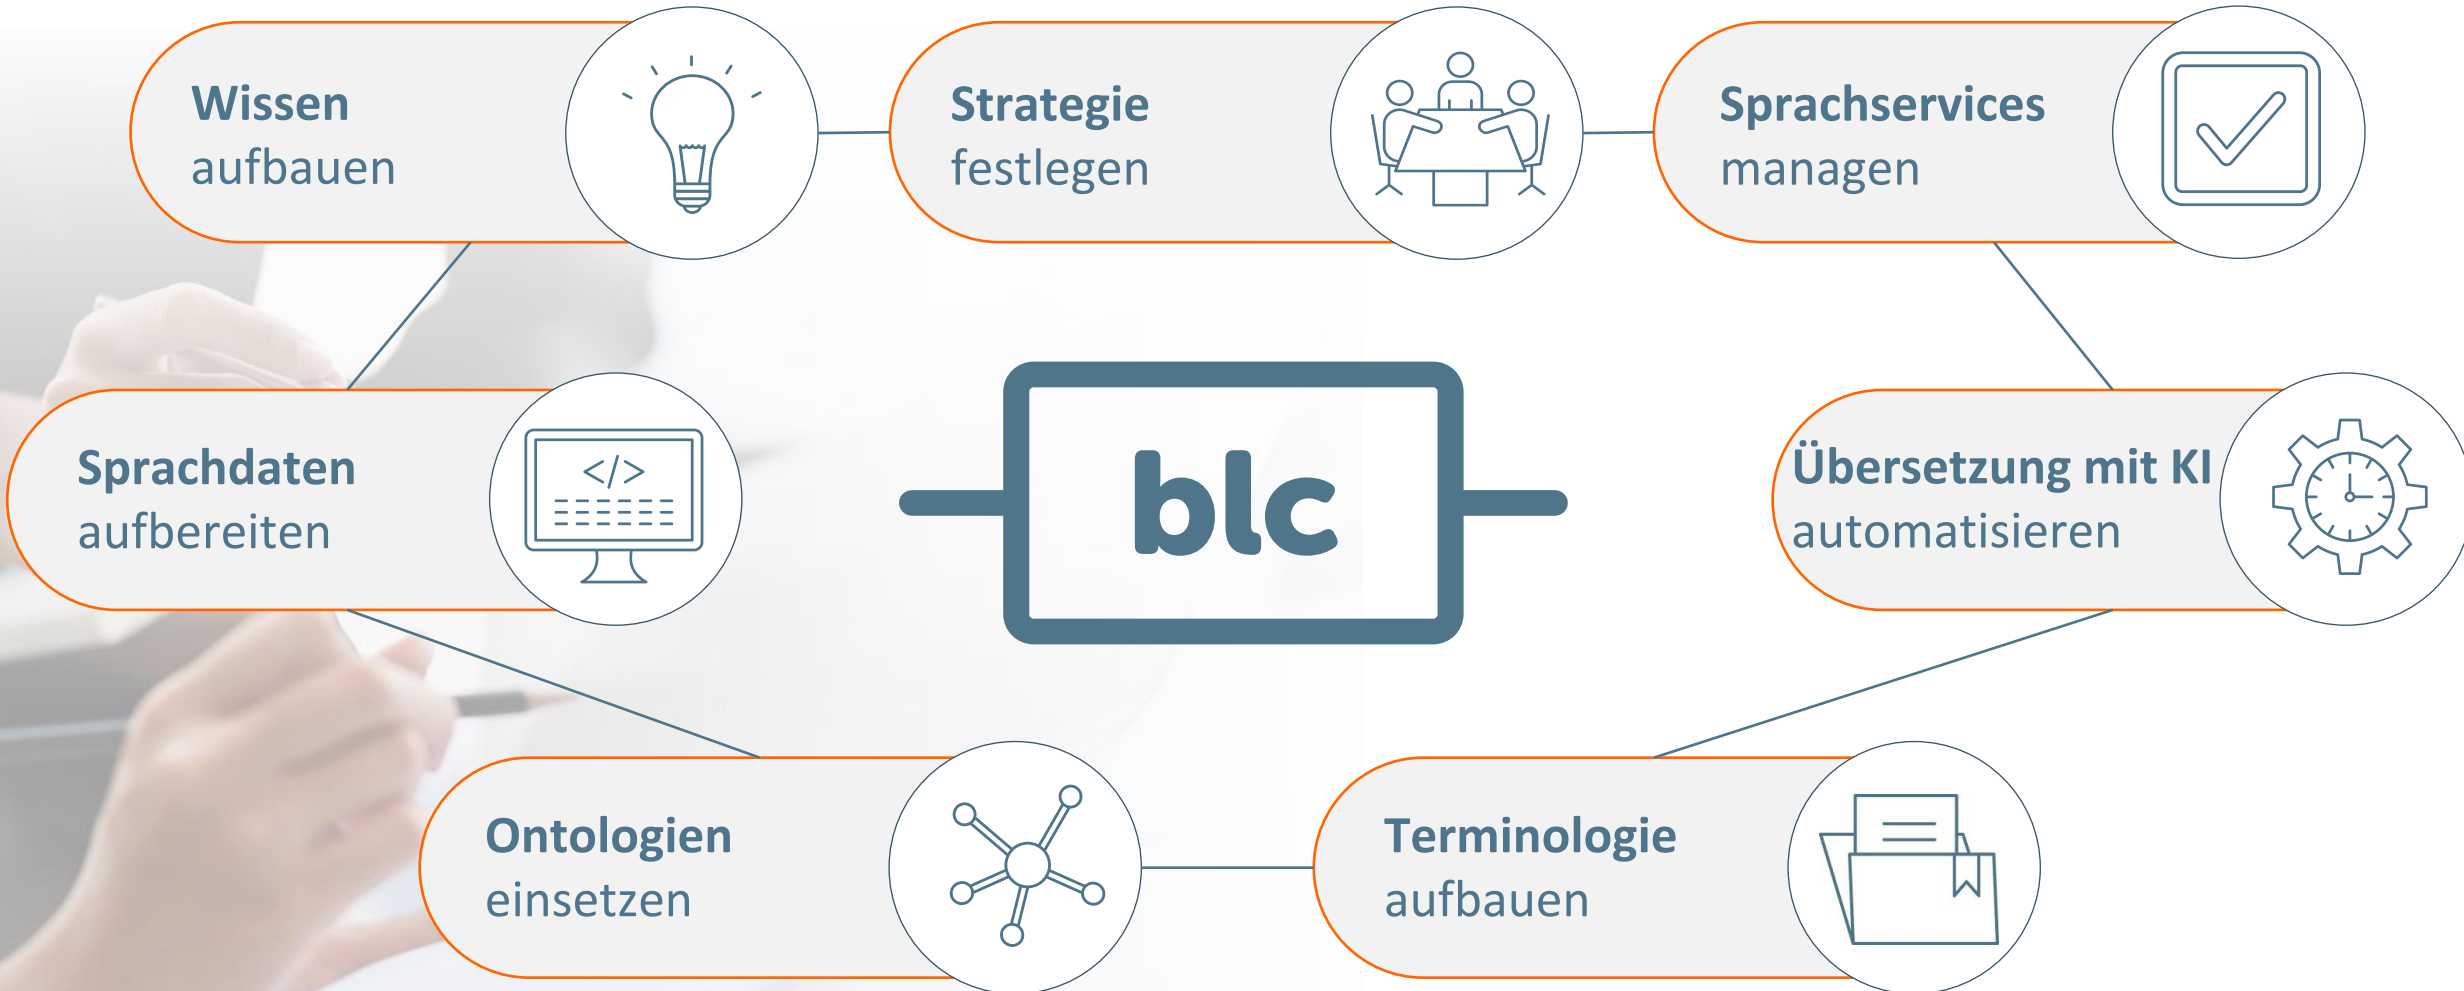 Wissen
aufbauen
Strategie
festlegen
Sprachservices
managen
Sprachdaten
aufbereiten
</>
blc
Übersetzung mit KI
automatisieren
Ontologien
einsetzen
Terminologie
aufbauen